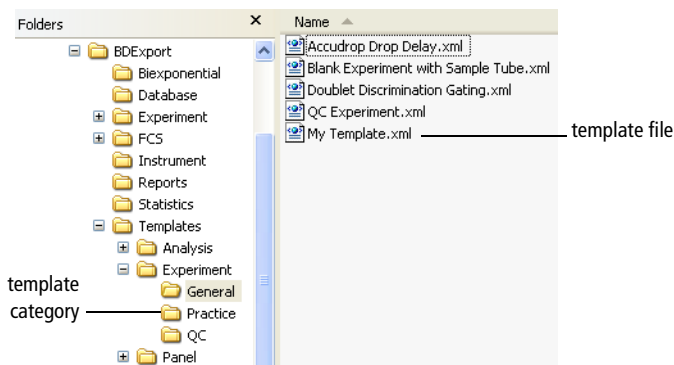 Folders
BDExport
Biexponential
Database
Experiment
FCS
Instrument
Reports
Statistics
Templates
Analysis
Experiment
General
Practice
QC
Panel
template
category
Name
Accudrop Drop Delay.xml
Blank Experiment with Sample Tube.xml
Doublet Discrimination Gating.xml
QC Experiment.xml
My Template.xml
template file